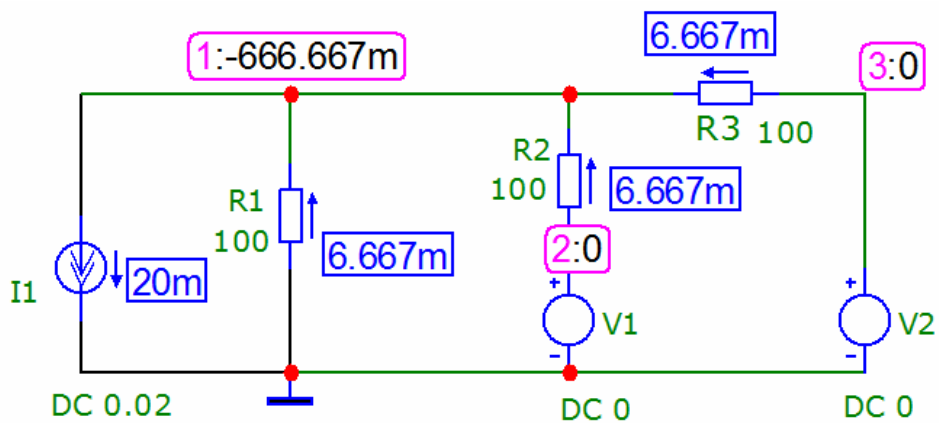 6.667m
1:-666.667m
3:0
R3 100
R2
100
6.667m
R1
100
6.667m
2:0
I1
20m
+
V1
-
+
V2
-
DC 0.02
DC 0
DC 0